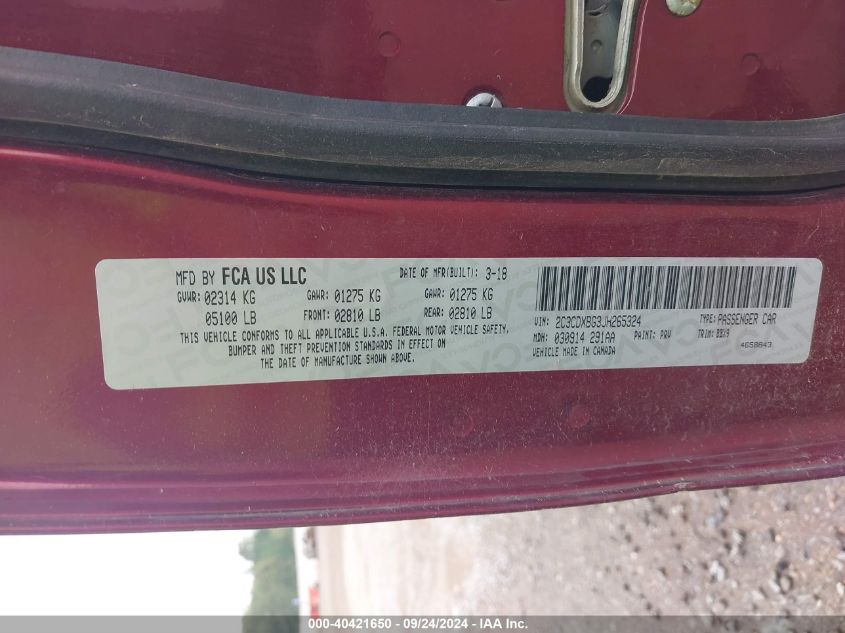 MFD BY FCA US LLC DATE OF MFR(BUILT): 3-18
GVWR: 02314 KG GAWR: 01275 KG GAWR: 01275 KG
05100 LB FRONT: 02810 LB REAR: 02810 LB
THIS VEHICLE CONFORMS TO ALL APPLICABLE U.S.A. FEDERAL MOTOR VEHICLE SAFETY,
BUMPER AND THEFT PREVENTION STANDARDS IN EFFECT ON
THE DATE OF MANUFACTURE SHOWN ABOVE.
VIN: 2C3CDXBG3JH265324 TYPE: PASSENGER CAR
MDH: 030914 291AA PAINT: PRV TRIM: BBX9
VEHICLE MADE IN CANADA 4658643
000-40421650 - 09/24/2024 - IAA Inc.